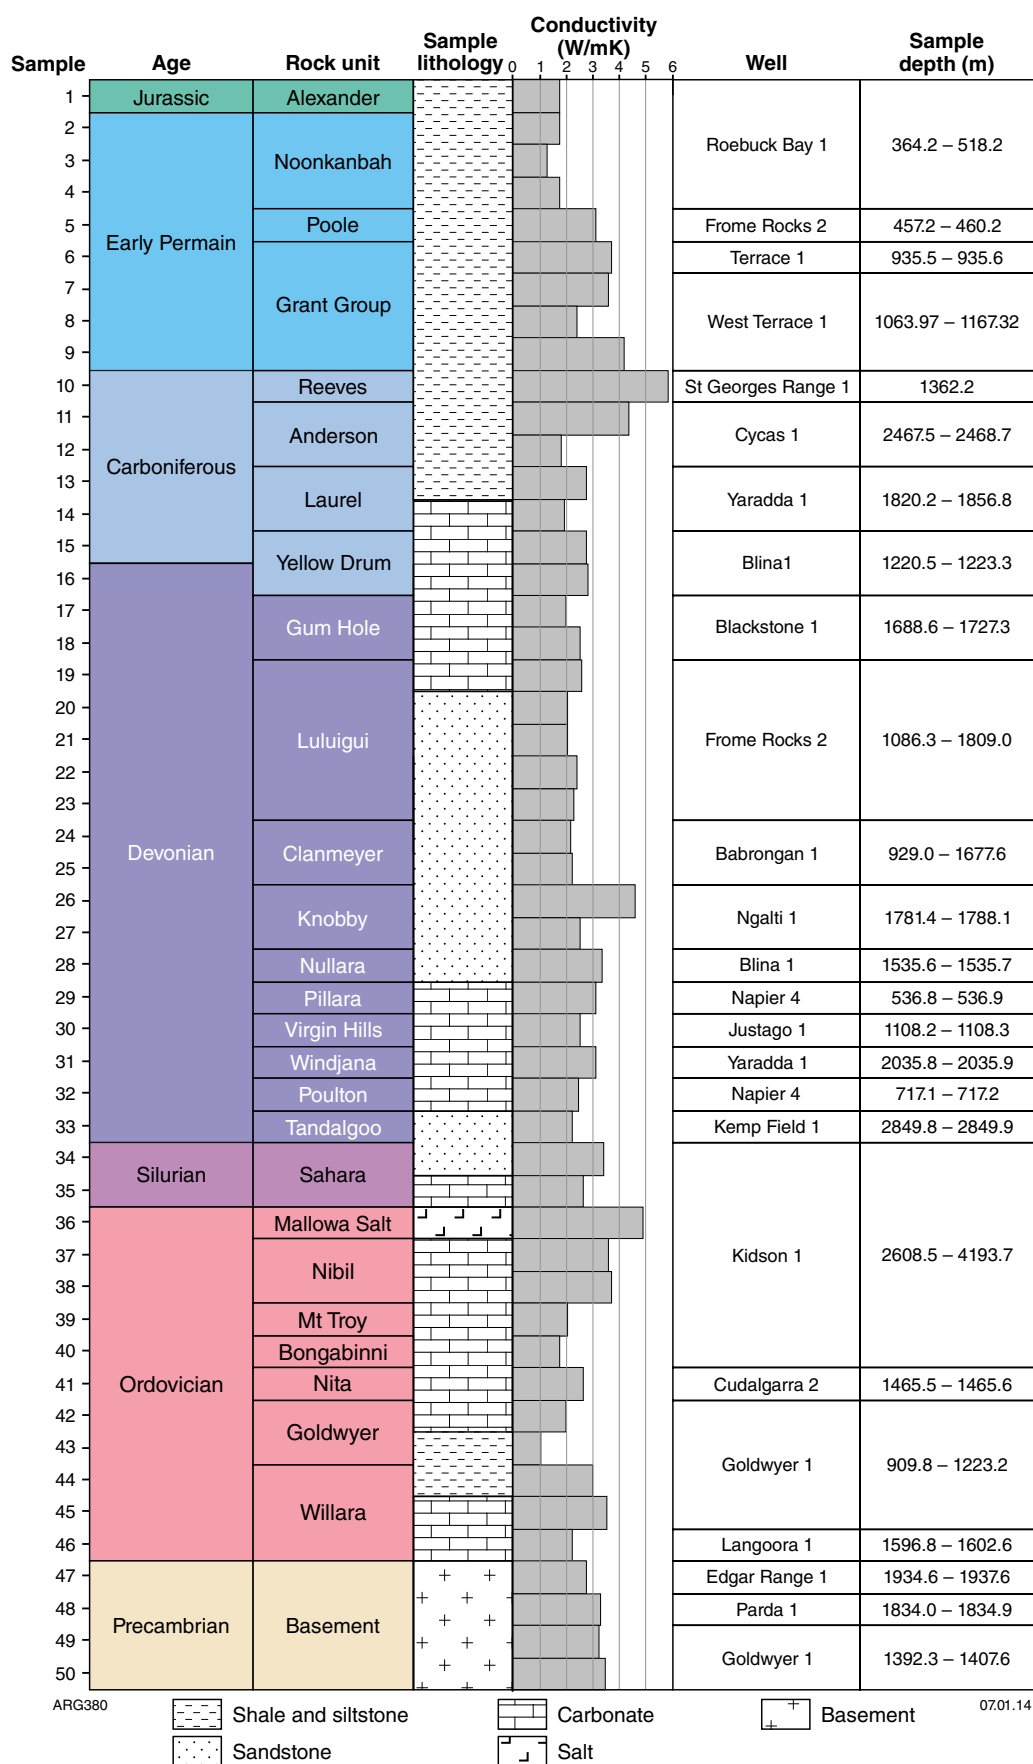 Sample Age Rock unit Sample lithology Conductivity (W/mK) Well Sample depth (m)
0 1 2 3 4 5 6
1 Jurassic Alexander Roebuck Bay 1 364.2 – 518.2
2 Early Permain Noonkanbah
3
4
5 Poole Frome Rocks 2 457.2 – 460.2
6 Grant Group Terrace 1 935.5 – 935.6
7 West Terrace 1 1063.97 – 1167.32
8
9
10 Carboniferous Reeves St Georges Range 1 1362.2
11 Anderson Cycas 1 2467.5 – 2468.7
12
13 Laurel Yaradda 1 1820.2 – 1856.8
14
15 Yellow Drum Blina1 1220.5 – 1223.3
16 Devonian
17 Gum Hole Blackstone 1 1688.6 – 1727.3
18
19 Luluigui Frome Rocks 2 1086.3 – 1809.0
20
21
22
23
24 Clanmeyer Babrongan 1 929.0 – 1677.6
25
26 Knobby Ngalti 1 1781.4 – 1788.1
27
28 Nullara Blina 1 1535.6 – 1535.7
29 Pillara Napier 4 536.8 – 536.9
30 Virgin Hills Justago 1 1108.2 – 1108.3
31 Windjana Yaradda 1 2035.8 – 2035.9
32 Poulton Napier 4 717.1 – 717.2
33 Tandalgoo Kemp Field 1 2849.8 – 2849.9
34 Silurian Sahara Kidson 1 2608.5 – 4193.7
35
36 Ordovician Mallowa Salt
37 Nibil
38
39 Mt Troy
40 Bongabinni
41 Nita Cudalgarra 2 1465.5 – 1465.6
42 Goldwyer Goldwyer 1 909.8 – 1223.2
43
44 Willara
45
46 Langoora 1 1596.8 – 1602.6
47 Precambrian Basement Edgar Range 1 1934.6 – 1937.6
48 Parda 1 1834.0 – 1834.9
49 Goldwyer 1 1392.3 – 1407.6
50
ARG380 07.01.14
Shale and siltstone Carbonate Basement
Sandstone Salt